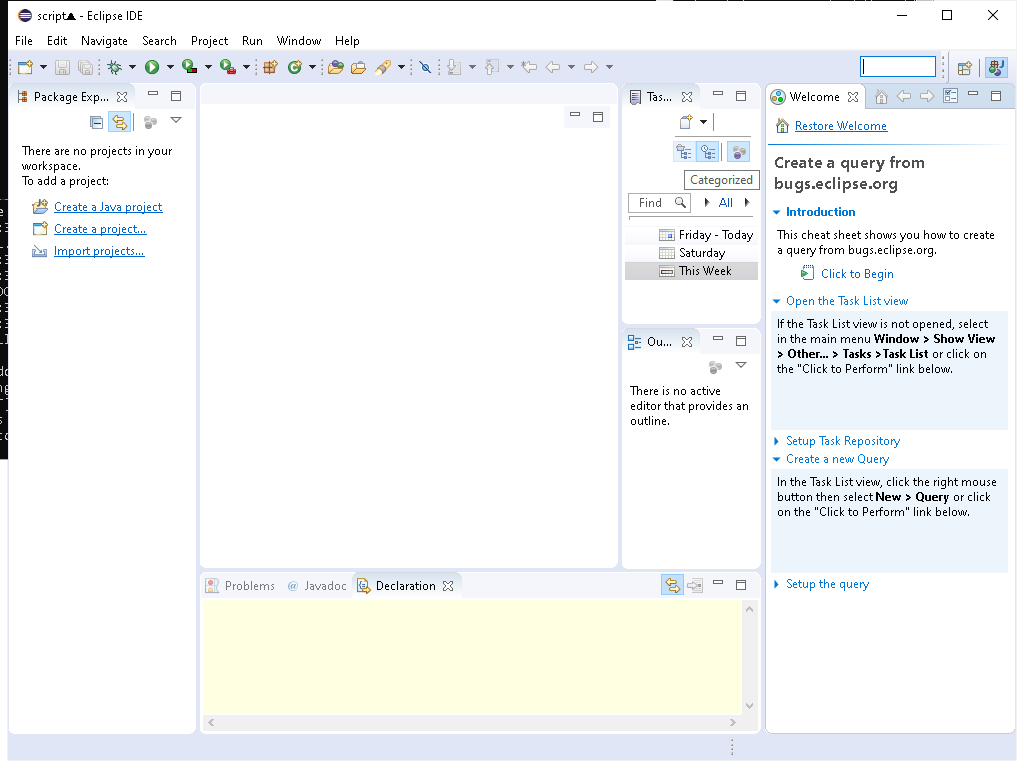 script▲ - Eclipse IDE
File Edit Navigate Search Project Run Window Help
Package Exp...
There are no projects in your
workspace.
To add a project:
Create a Java project
Create a project...
Import projects...
Tas...
Categorized
Find
All
Friday - Today
Saturday
This Week
Ou...
There is no active
editor that provides an
outline.
Problems @ Javadoc Declaration
Welcome
Restore Welcome
Create a query from
bugs.eclipse.org
Introduction
This cheat sheet shows you how to create
a query from bugs.eclipse.org.
Click to Begin
Open the Task List view
If the Task List view is not opened, select
in the main menu Window > Show View
> Other... > Tasks >Task List or click on
the "Click to Perform" link below.
Setup Task Repository
Create a new Query
In the Task List view, click the right mouse
button then select New > Query or click
on the "Click to Perform" link below.
Setup the query